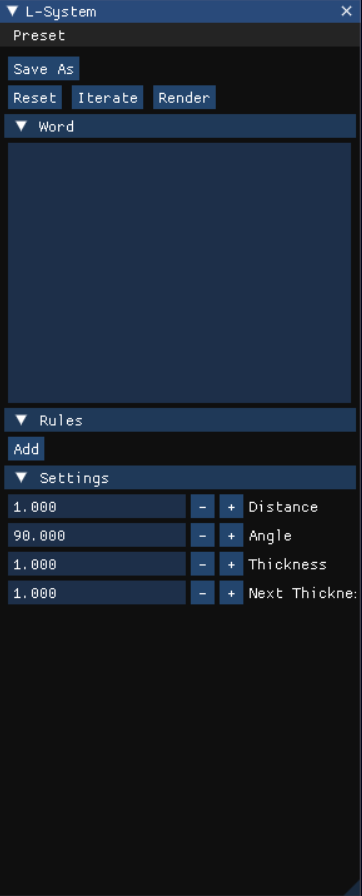 L-System
Preset
Save As
Reset Iterate Render
Word
Rules
Add
Settings
1.000 - + Distance
90.000 - + Angle
1.000 - + Thickness
1.000 - + Next Thickne